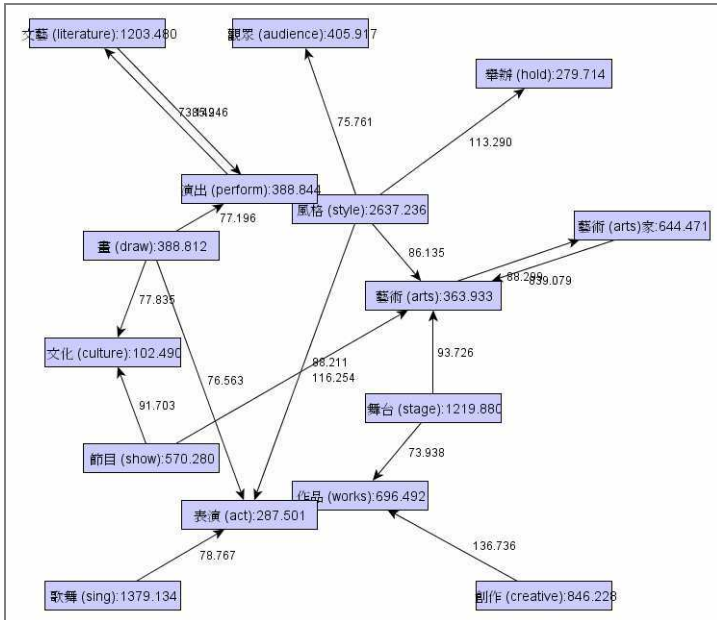 文藝 (literature):1203.480
觀眾 (audience):405.917
舉辦 (hold):279.714
75.761
113.290
演出 (perform):388.844
風格 (style):2637.236
77.196
藝術 (arts)家:644.471
畫 (draw):388.812
86.135
88.299
839.079
藝術 (arts):363.933
77.835
文化 (culture):102.490
93.726
88.211
116.254
76.563
91.703
舞台 (stage):1219.880
73.938
節目 (show):570.280
作品 (works):696.492
表演 (act):287.501
136.736
78.767
歌舞 (sing):1379.134
創作 (creative):846.228